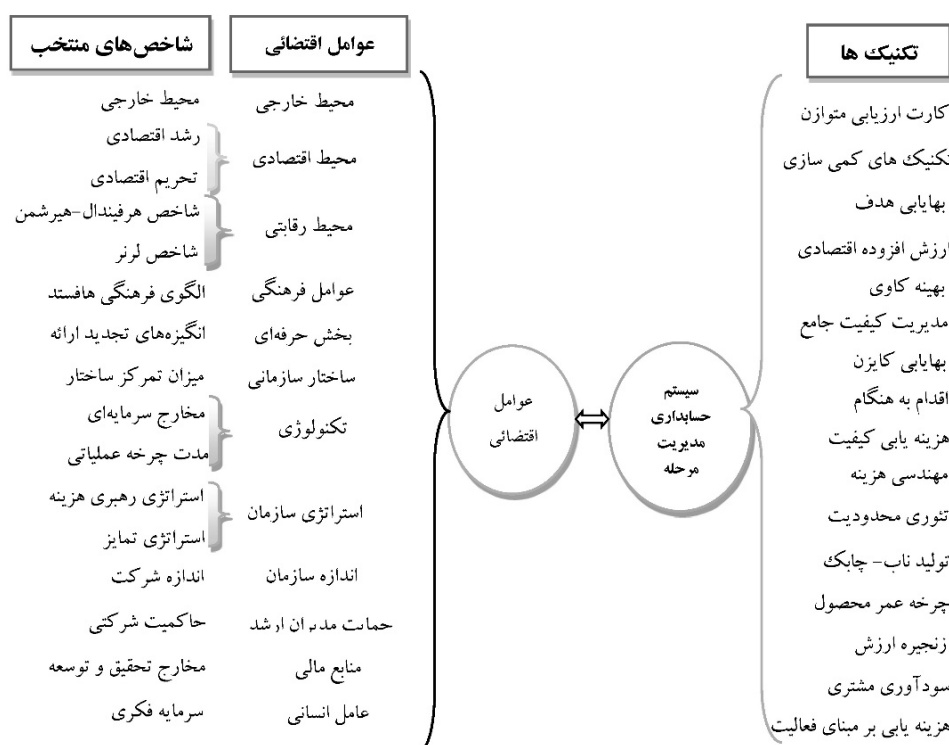 تکنیک ها
کارت ارزیابی متوازن
تکنیک های کمی سازی
بهایابی هدف
ارزش افزوده اقتصادی
بهینه کاوی
مدیریت کیفیت جامع
بهایابی کایزن
اقدام به هنگام
هزینه یابی کیفیت
مهندسی هزینه
تئوری محدودیت
تولید ناب- چابک
چرخه عمر محصول
زنجیره ارزش
سودآوری مشتری
هزینه یابی بر مبنای فعالیت
سیستم
حسابداری
مدیریت
مرحله
عوامل
اقتضائی
عوامل اقتضائی
محیط خارجی
محیط اقتصادی
محیط رقابتی
عوامل فرهنگی
بخش حرفه‌ای
ساختار سازمانی
تکنولوژی
استراتژی سازمان
اندازه سازمان
حمایت مدیران ارشد
منابع مالی
عامل انسانی
شاخص‌های منتخب
محیط خارجی
رشد اقتصادی
تحریم اقتصادی
شاخص هرفیندال-هیرشمن
شاخص لرنر
الگوی فرهنگی هافستد
انگیزه‌های تجدید ارائه
میزان تمرکز ساختار
مخارج سرمایه‌ای
مدت چرخه عملیاتی
استراتژی رهبری هزینه
استراتژی تمایز
اندازه شرکت
حاکمیت شرکتی
مخارج تحقیق و توسعه
سرمایه فکری